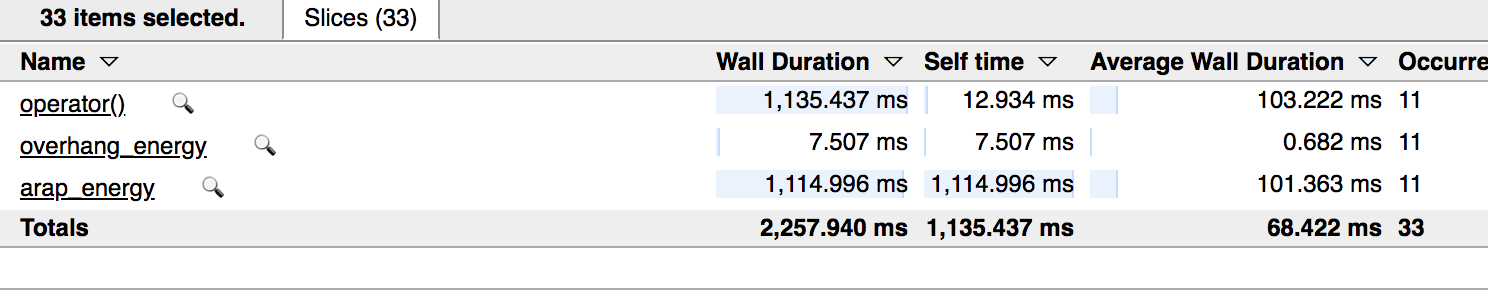 33 items selected. Slices (33)
Name Wall Duration Self time Average Wall Duration Occurre
operator() 1,135.437 ms 12.934 ms 103.222 ms 11
overhang_energy 7.507 ms 7.507 ms 0.682 ms 11
arap_energy 1,114.996 ms 1,114.996 ms 101.363 ms 11
Totals 2,257.940 ms 1,135.437 ms 68.422 ms 33